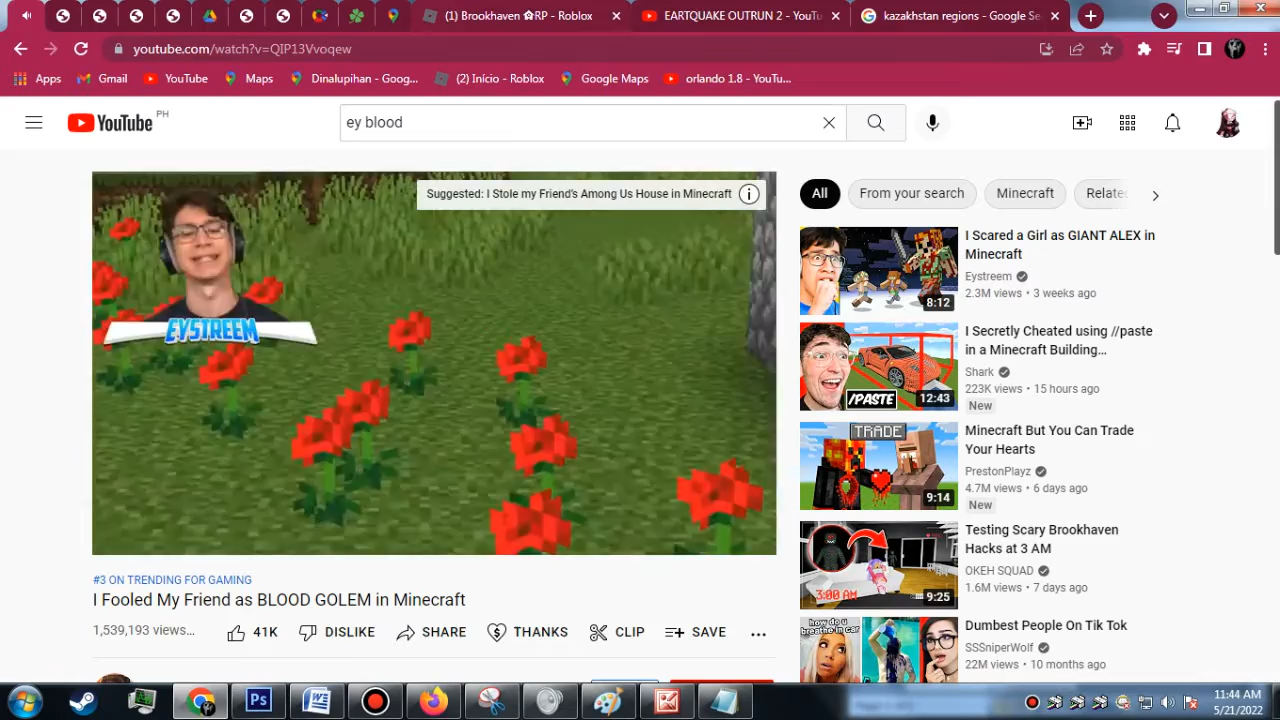 (1) Brookhaven 🏠RP - Roblox
EARTQUAKE OUTRUN 2 - YouTu
kazakhstan regions - Google Se
youtube.com/watch?v=QIP13Vvoqew
Apps
Gmail
YouTube
Maps
Dinalupihan - Goog...
(2) Início - Roblox
Google Maps
orlando 1.8 - YouTu...
YouTube PH
ey blood
Suggested: I Stole my Friend's Among Us House in Minecraft
EYSTREEM
#3 ON TRENDING FOR GAMING
I Fooled My Friend as BLOOD GOLEM in Minecraft
1,539,193 views...
41K
DISLIKE
SHARE
THANKS
CLIP
SAVE
All
From your search
Minecraft
Relate
I Scared a Girl as GIANT ALEX in
Minecraft
Eystreem
2.3M views • 3 weeks ago
8:12
I Secretly Cheated using //paste
in a Minecraft Building...
Shark
223K views • 15 hours ago
New
/PASTE
12:43
Minecraft But You Can Trade
Your Hearts
PrestonPlayz
4.7M views • 6 days ago
New
TRADE
9:14
Testing Scary Brookhaven
Hacks at 3 AM
OKEH SQUAD
1.6M views • 7 days ago
3:00 AM
9:25
Dumbest People On Tik Tok
SSSniperWolf
22M views • 10 months ago
how do u
breathe in car
Ps
11:44 AM
5/21/2022